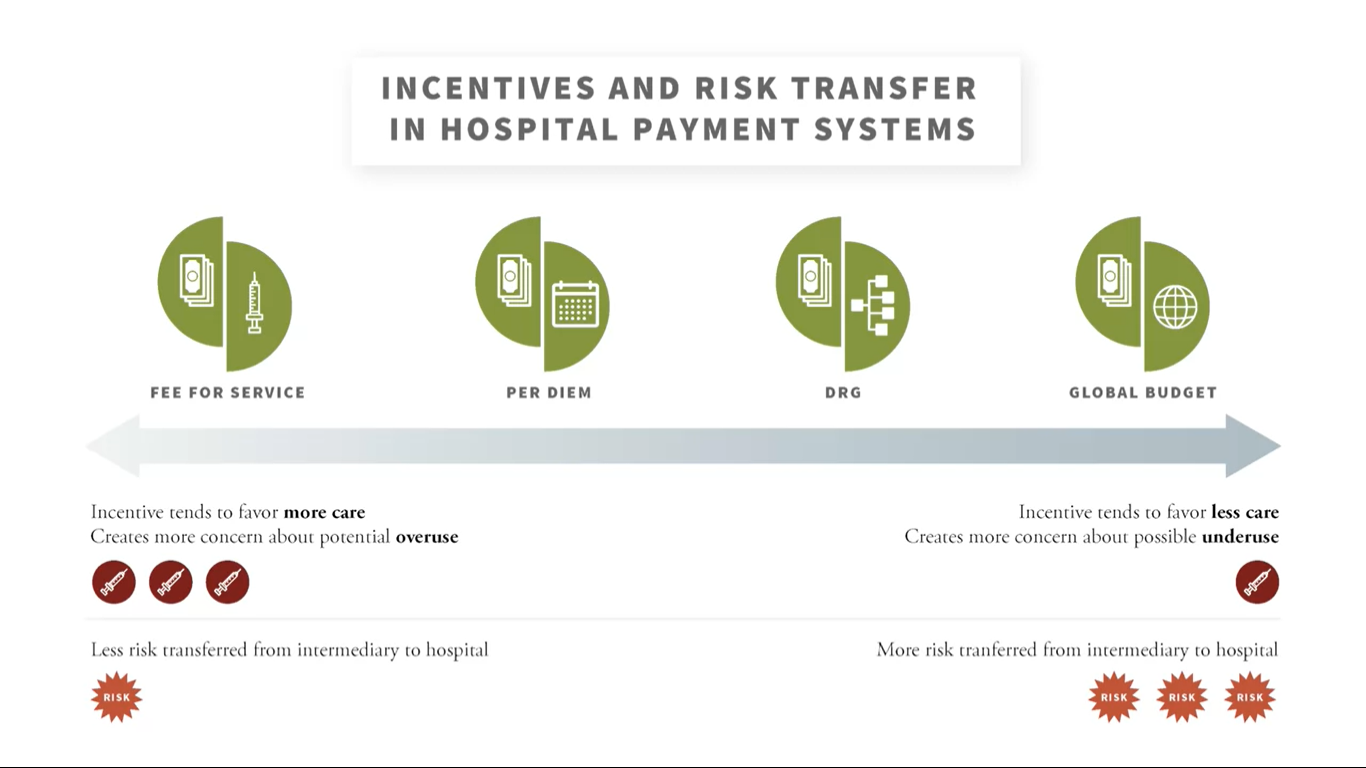 INCENTIVES AND RISK TRANSFER
IN HOSPITAL PAYMENT SYSTEMS
FEE FOR SERVICE
PER DIEM
DRG
GLOBAL BUDGET
Incentive tends to favor more care
Creates more concern about potential overuse
Incentive tends to favor less care
Creates more concern about possible underuse
Less risk transferred from intermediary to hospital
RISK
More risk tranferred from intermediary to hospital
RISK
RISK
RISK